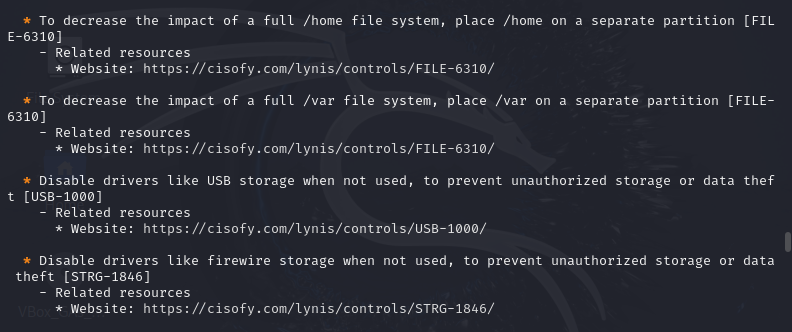 * To decrease the impact of a full /home file system, place /home on a separate partition [FIL
E-6310]
- Related resources
* Website: https://cisofy.com/lynis/controls/FILE-6310/
* To decrease the impact of a full /var file system, place /var on a separate partition [FILE-
6310]
- Related resources
* Website: https://cisofy.com/lynis/controls/FILE-6310/
* Disable drivers like USB storage when not used, to prevent unauthorized storage or data thef
t [USB-1000]
- Related resources
* Website: https://cisofy.com/lynis/controls/USB-1000/
* Disable drivers like firewire storage when not used, to prevent unauthorized storage or data
theft [STRG-1846]
- Related resources
* Website: https://cisofy.com/lynis/controls/STRG-1846/